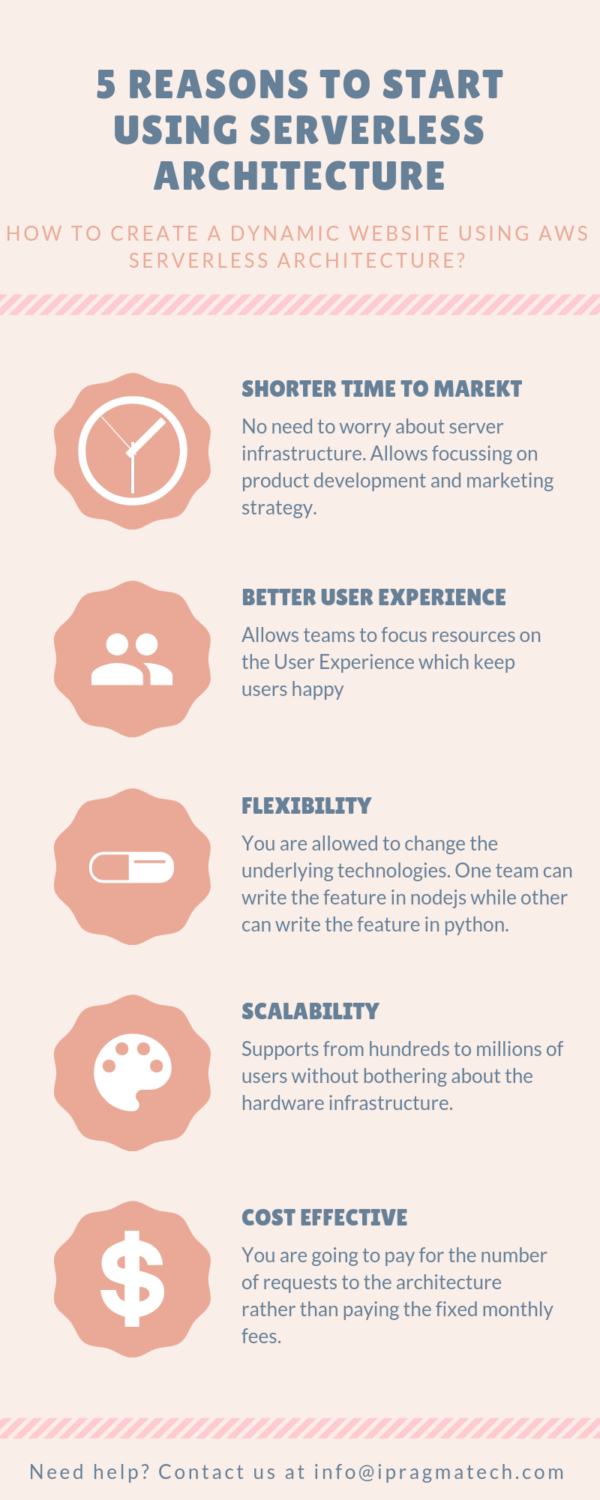 5 REASONS TO START
USING SERVERLESS
ARCHITECTURE
HOW TO CREATE A DYNAMIC WEBSITE USING AWS
SERVERLESS ARCHITECTURE?
SHORTER TIME TO MAREKT
No need to worry about server
infrastructure. Allows focussing on
product development and marketing
strategy.
BETTER USER EXPERIENCE
Allows teams to focus resources on
the User Experience which keep
users happy
FLEXIBILITY
You are allowed to change the
underlying technologies. One team can
write the feature in nodejs while other
can write the feature in python.
SCALABILITY
Supports from hundreds to millions of
users without bothering about the
hardware infrastructure.
$
COST EFFECTIVE
You are going to pay for the number
of requests to the architecture
rather than paying the fixed monthly
fees.
Need help? Contact us at info@ipragmatech.com